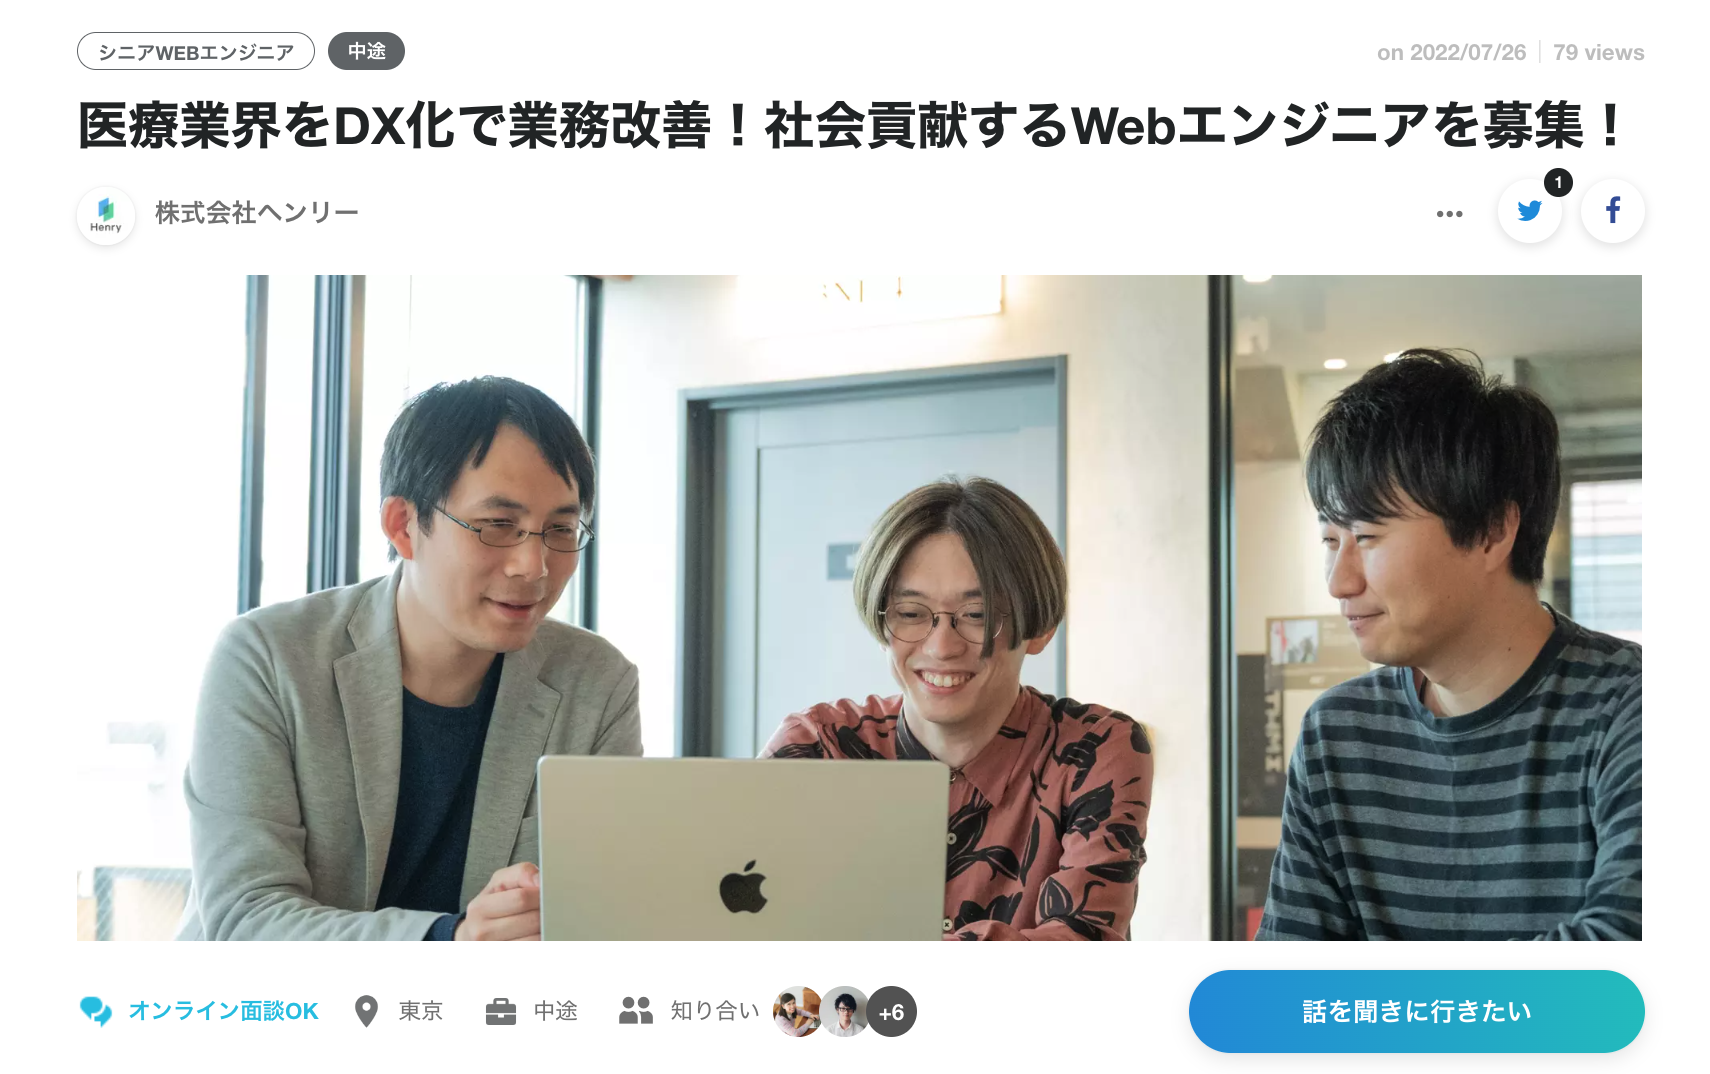 シニアWEBエンジニア 中途 on 2022/07/26 79 views
医療業界をDX化で業務改善！社会貢献するWebエンジニアを募集！
Henry 株式会社ヘンリー ••• 1
オンライン面談OK 東京 中途 知り合い +6 話を聞きに行きたい